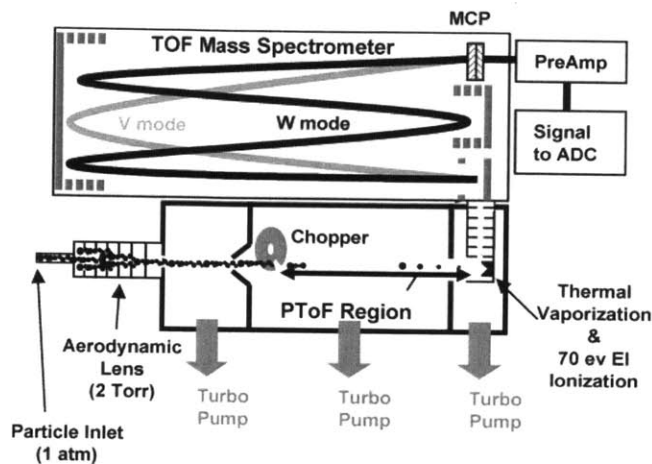 MCP
TOF Mass Spectrometer
PreAmp
V mode
W mode
Signal
to ADC
Chopper
PToF Region
Thermal
Vaporization
&
70 ev EI
Ionization
Aerodynamic
Lens
(2 Torr)
Turbo
Pump
Turbo
Pump
Turbo
Pump
Particle Inlet
(1 atm)